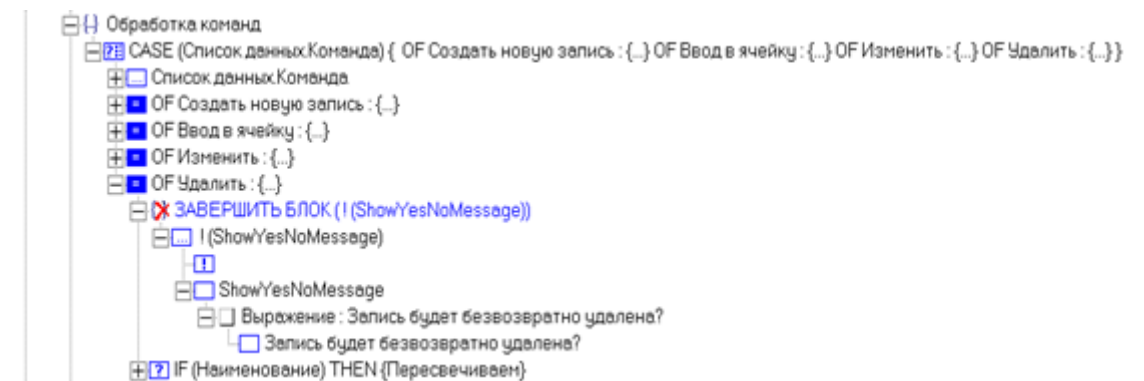 Обработка команд
CASE (Список данных.Команда) { OF Создать новую запись : {...} OF Ввод в ячейку : {...} OF Изменить : {...} OF Удалить : {...} }
Список данных.Команда
OF Создать новую запись : {...}
OF Ввод в ячейку : {...}
OF Изменить : {...}
OF Удалить : {...}
ЗАВЕРШИТЬ БЛОК ( ! (ShowYesNoMessage))
! (ShowYesNoMessage)
!
ShowYesNoMessage
Выражение : Запись будет безвозвратно удалена?
Запись будет безвозвратно удалена?
IF (Наименование) THEN {Пересвечиваем}